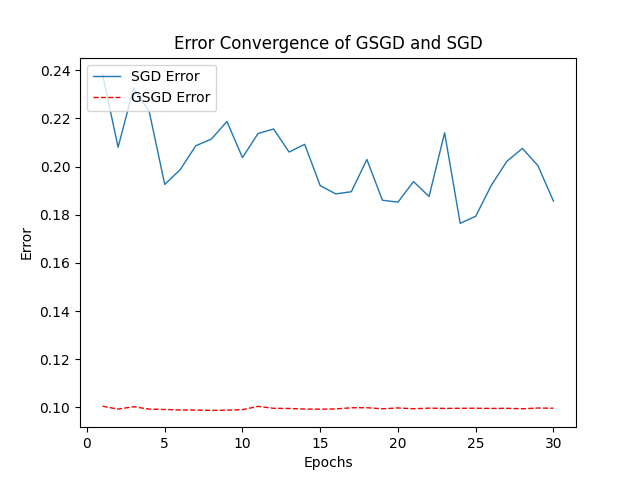 Error Convergence of GSGD and SGD
SGD Error
GSGD Error
Error
0.24
0.22
0.20
0.18
0.16
0.14
0.12
0.10
0 5 10 15 20 25 30
Epochs